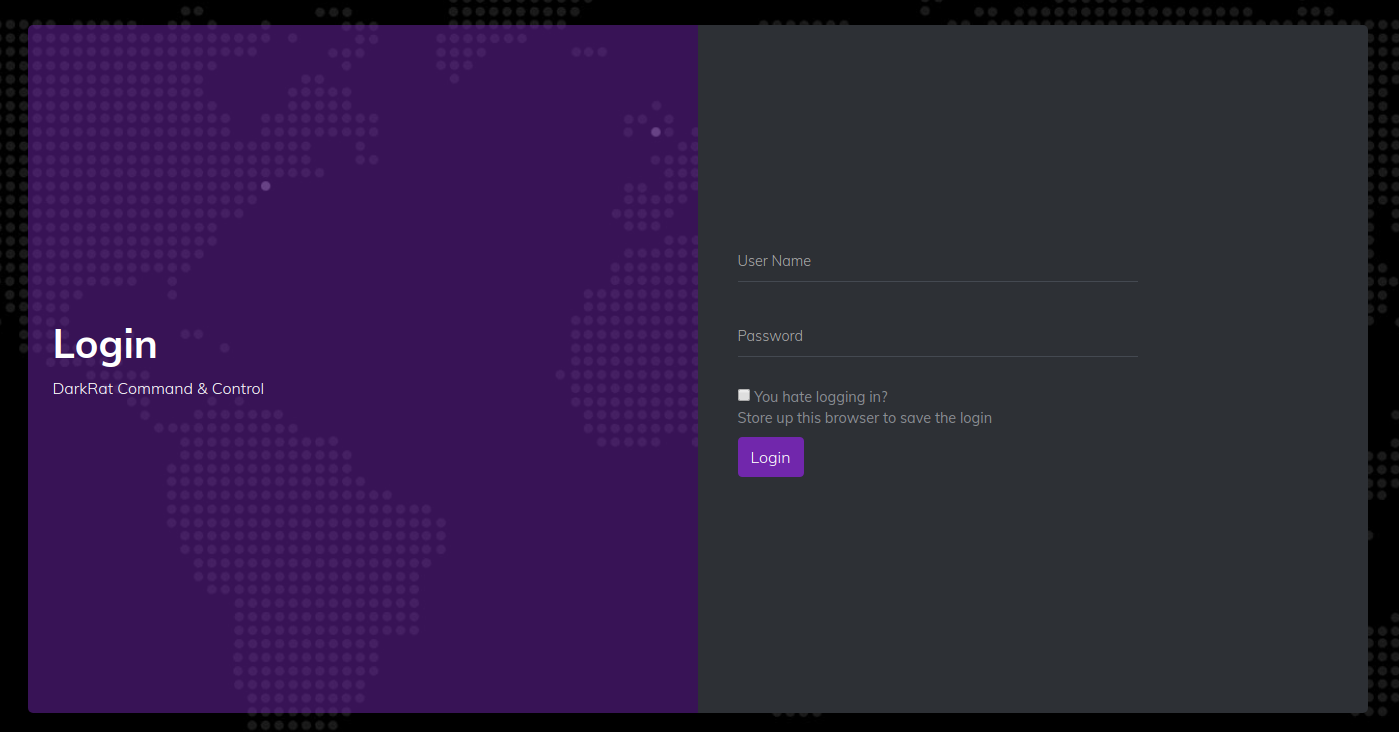 Login
DarkRat Command & Control
User Name
Password
You hate logging in?
Store up this browser to save the login
Login